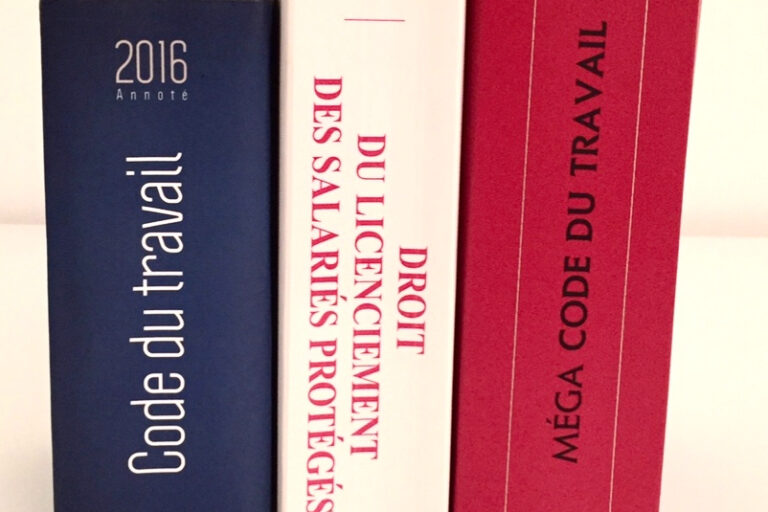 2016
Annoté
Code du travail
DROIT
DU LICENCIEMENT
DES SALARIÉS PROTÉGÉS
MÉGA CODE DU TRAVAIL